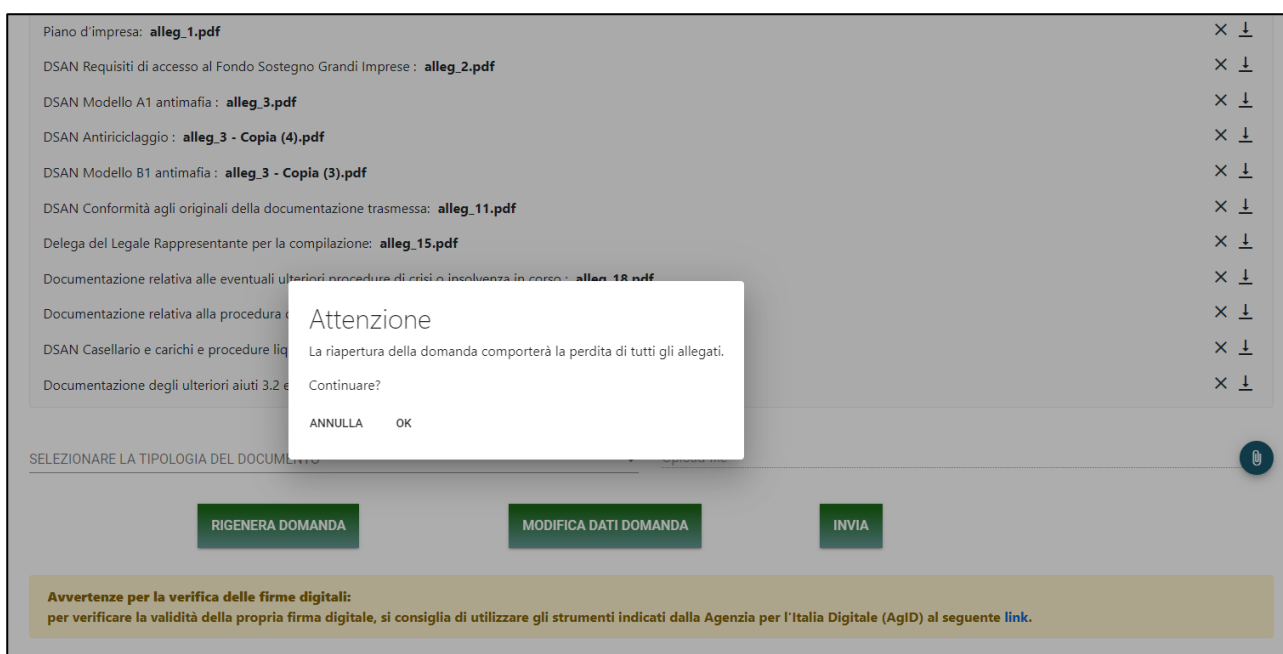 Piano d'impresa: alleg_1.pdf
DSAN Requisiti di accesso al Fondo Sostegno Grandi Imprese : alleg_2.pdf
DSAN Modello A1 antimafia : alleg_3.pdf
DSAN Antiriciclaggio : alleg_3 - Copia (4).pdf
DSAN Modello B1 antimafia : alleg_3 - Copia (3).pdf
DSAN Conformità agli originali della documentazione trasmessa: alleg_11.pdf
Delega del Legale Rappresentante per la compilazione: alleg_15.pdf
Documentazione relativa alle eventuali ulteriori procedure di crisi o insolvenza in corso : alleg_18.pdf
Documentazione relativa alla procedura
DSAN Casellario e carichi e procedure liq
Documentazione degli ulteriori aiuti 3.2 e
Attenzione
La riapertura della domanda comporterà la perdita di tutti gli allegati.
Continuare?
ANNULLA OK
SELEZIONARE LA TIPOLOGIA DEL DOCUMENTO Upload file
RIGENERA DOMANDA MODIFICA DATI DOMANDA INVIA
Avvertenze per la verifica delle firme digitali:
per verificare la validità della propria firma digitale, si consiglia di utilizzare gli strumenti indicati dalla Agenzia per l'Italia Digitale (AgID) al seguente link.